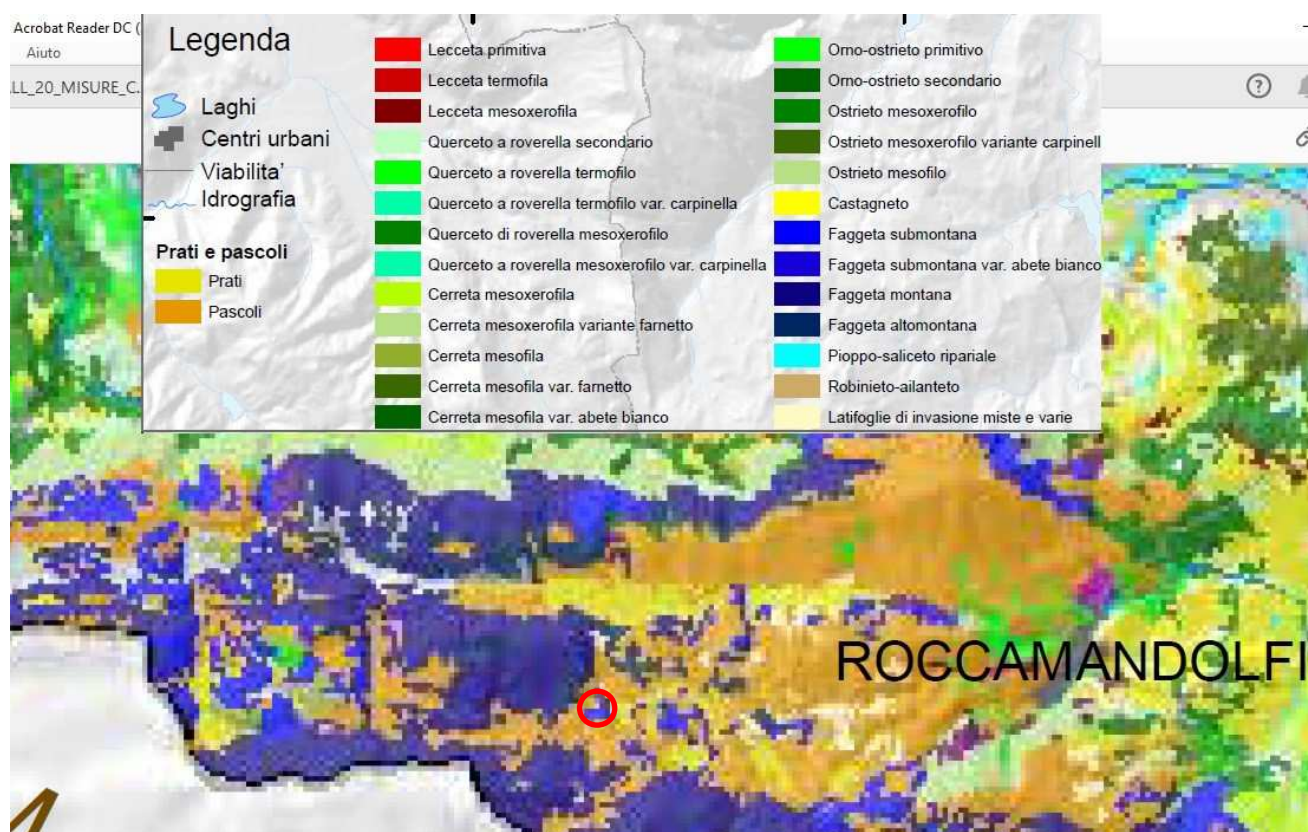 Acrobat Reader DC (
Aiuto
LL_20_MISURE_C.
Legenda
Laghi
Centri urbani
Viabilita'
Idrografia
Prati e pascoli
Prati
Pascoli
Lecceta primitiva
Lecceta termofila
Lecceta mesoxerofila
Querceto a roverella secondario
Querceto a roverella termofilo
Querceto a roverella termofilo var. carpinella
Querceto di roverella mesoxerofilo
Querceto a roverella mesoxerofilo var. carpinella
Cerreta mesoxerofila
Cerreta mesoxerofila variante farnetto
Cerreta mesofila
Cerreta mesofila var. farnetto
Cerreta mesofila var. abete bianco
Orno-ostrieto primitivo
Orno-ostrieto secondario
Ostrieto mesoxerofilo
Ostrieto mesoxerofilo variante carpinell
Ostrieto mesofilo
Castagneto
Faggeta submontana
Faggeta submontana var. abete bianco
Faggeta montana
Faggeta altomontana
Pioppo-saliceto ripariale
Robinieto-ailanteto
Latifoglie di invasione miste e varie
ROCCAMANDOLFI